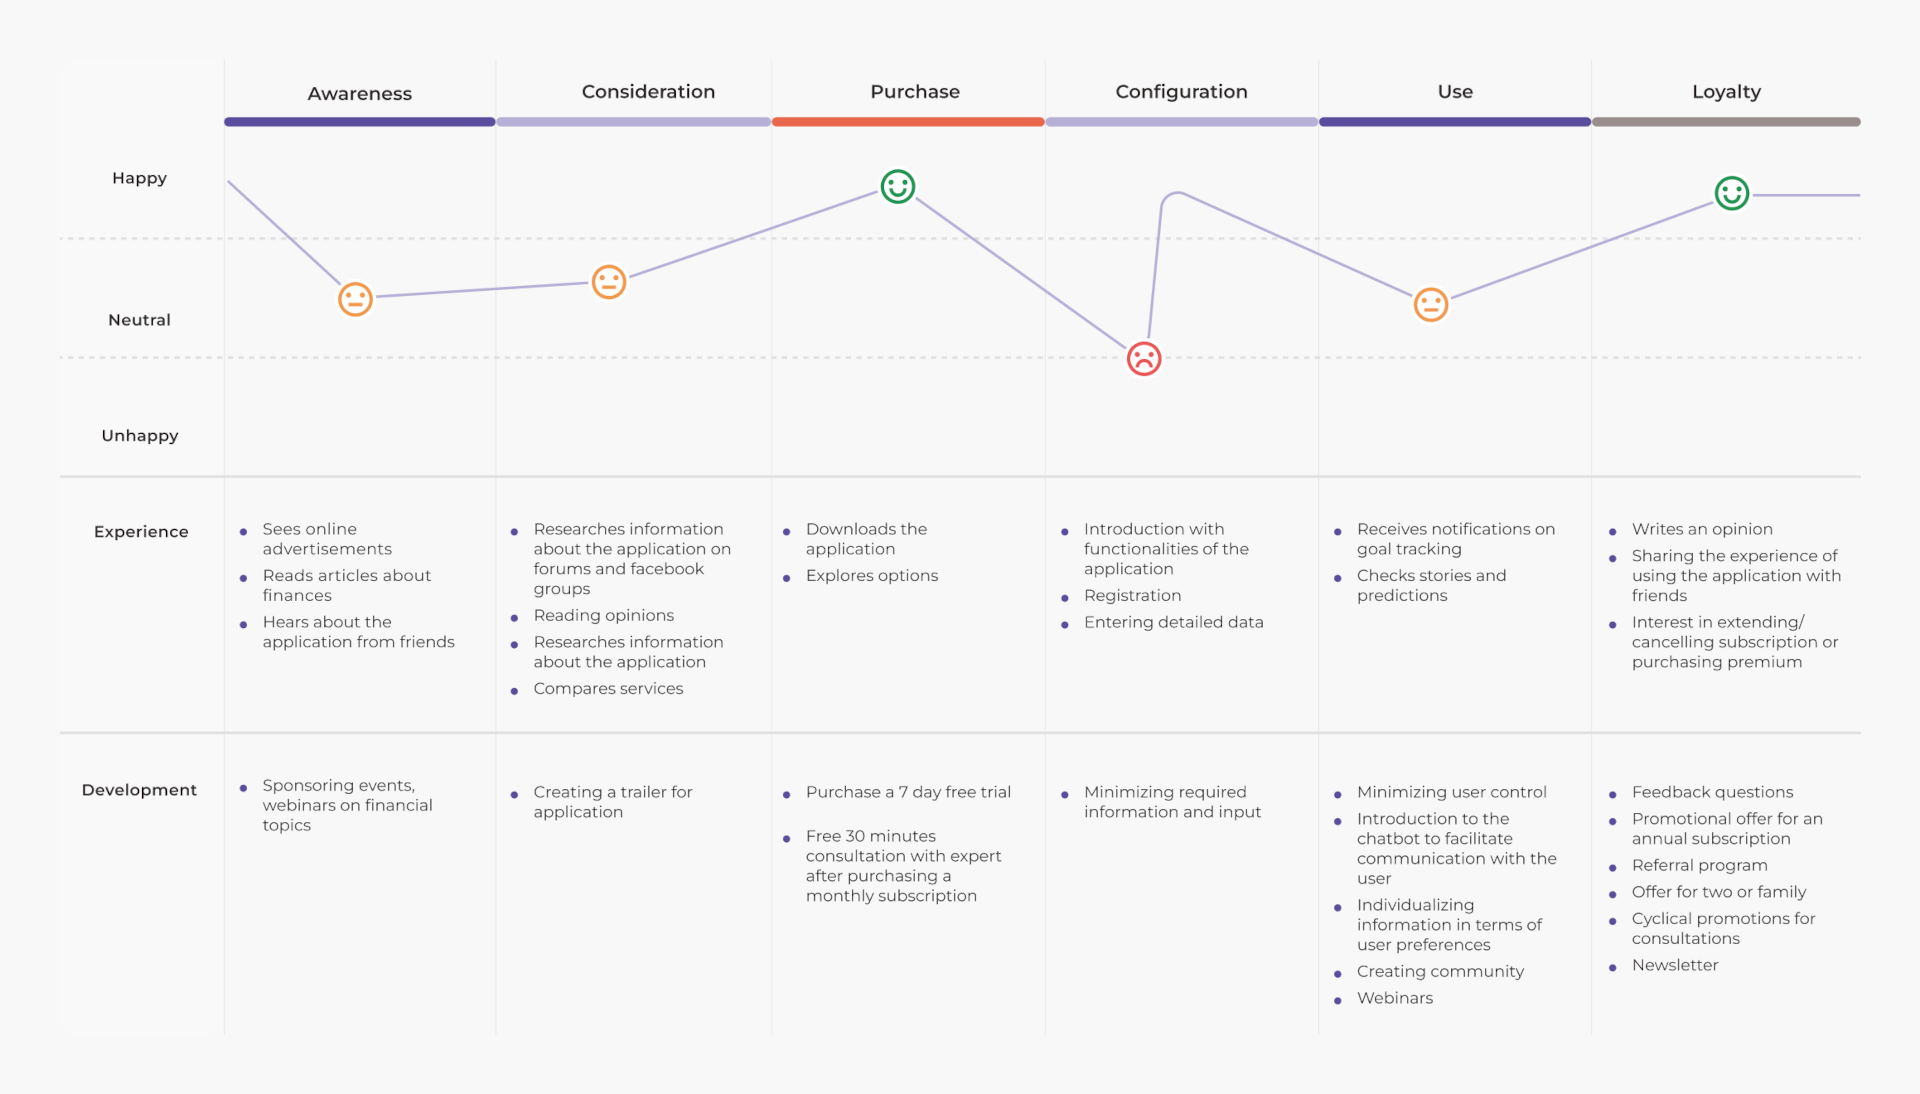 Awareness
Consideration
Purchase
Configuration
Use
Loyalty
Happy
Neutral
Unhappy
Experience
Sees online
advertisements
Reads articles about
finances
Hears about the
application from friends
Researches information
about the application on
forums and facebook
groups
Reading opinions
Researches information
about the application
Compares services
Downloads the
application
Explores options
Introduction with
functionalities of the
application
Registration
Entering detailed data
Receives notifications on
goal tracking
Checks stories and
predictions
Writes an opinion
Sharing the experience of
using the application with
friends
Interest in extending/
cancelling subscription or
purchasing premium
Development
Sponsoring events,
webinars on financial
topics
Creating a trailer for
application
Purchase a 7 day free trial
Free 30 minutes
consultation with expert
after purchasing a
monthly subscription
Minimizing required
information and input
Minimizing user control
Introduction to the
chatbot to facilitate
communication with the
user
Individualizing
information in terms of
user preferences
Creating community
Webinars
Feedback questions
Promotional offer for an
annual subscription
Referral program
Offer for two or family
Cyclical promotions for
consultations
Newsletter